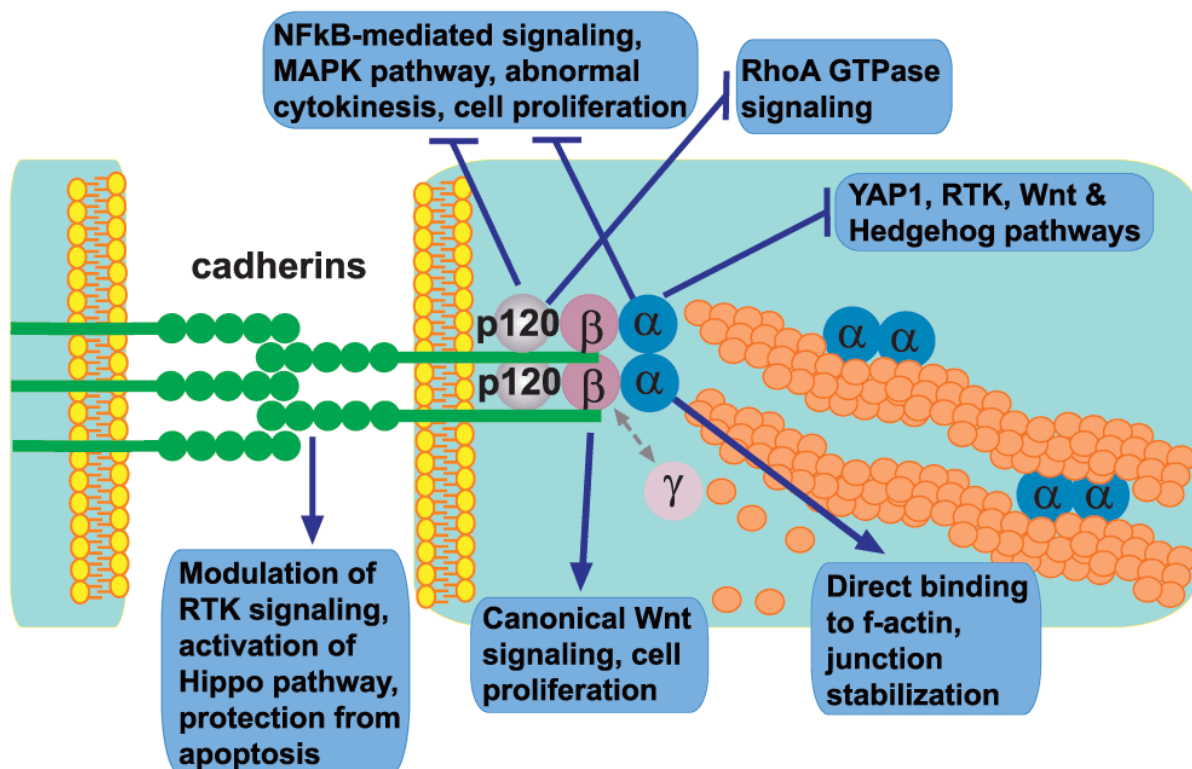 NFkB-mediated signaling,
MAPK pathway, abnormal
cytokinesis, cell proliferation
RhoA GTPase
signaling
YAP1, RTK, Wnt &
Hedgehog pathways
cadherins
p120 β α
α α
p120 β α
γ
α α
Modulation of
RTK signaling,
activation of
Hippo pathway,
protection from
apoptosis
Canonical Wnt
signaling, cell
proliferation
Direct binding
to f-actin,
junction
stabilization